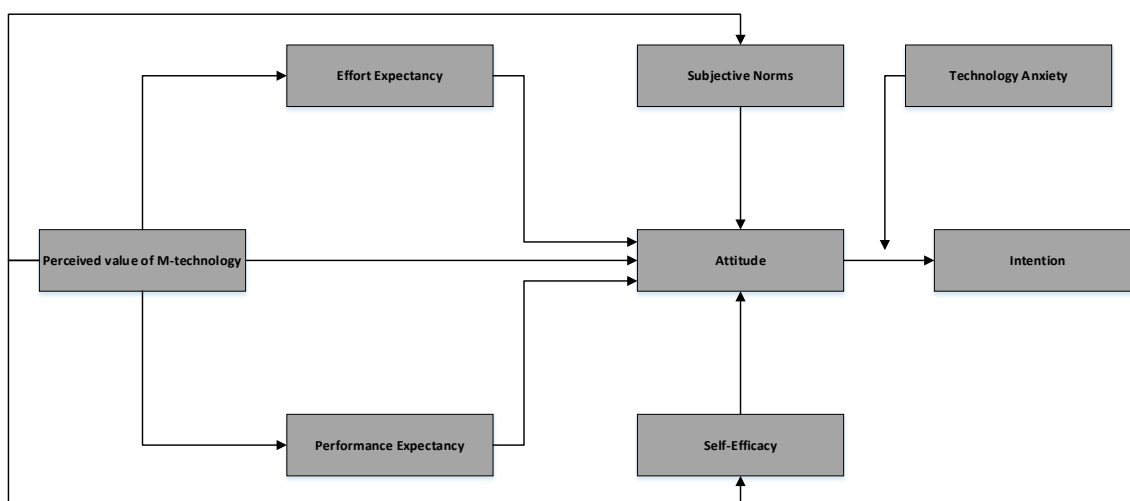 Effort Expectancy
Subjective Norms
Technology Anxiety
Perceived value of M-technology
Attitude
Intention
Performance Expectancy
Self-Efficacy